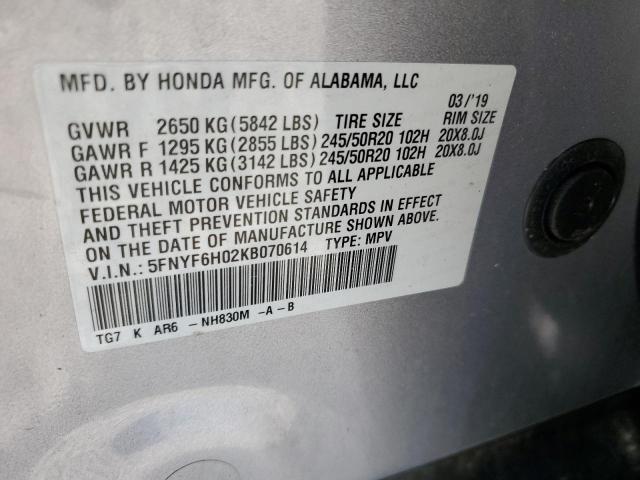 MFD. BY HONDA MFG. OF ALABAMA, LLC
03/'19
GVWR 2650 KG (5842 LBS) TIRE SIZE RIM SIZE
GAWR F 1295 KG (2855 LBS) 245/50R20 102H 20X8.0J
GAWR R 1425 KG (3142 LBS) 245/50R20 102H 20X8.0J
THIS VEHICLE CONFORMS TO ALL APPLICABLE
FEDERAL MOTOR VEHICLE SAFETY
AND THEFT PREVENTION STANDARDS IN EFFECT
ON THE DATE OF MANUFACTURE SHOWN ABOVE.
V.I.N.: 5FNYF6H02KB070614 TYPE: MPV
TG7 K AR6 - NH830M -A-B